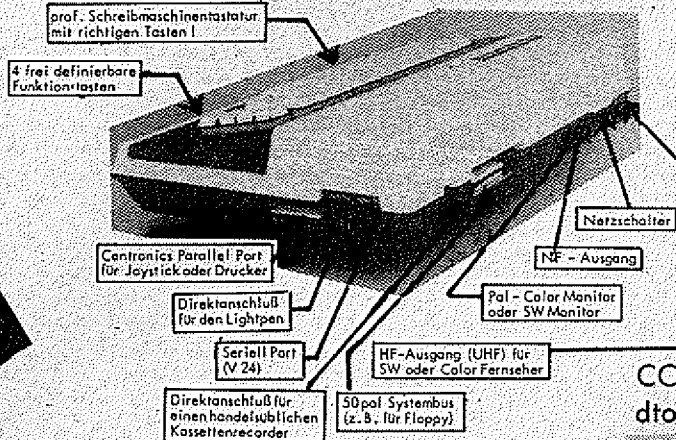 prof. Schreibmaschinentastatur
mit richtigen Tasten !
4 frei definierbare
Funktionstasten
Netzschalter
NF - Ausgang
Centronics Parallel Port
für Joystick oder Drucker
Pal - Color Monitor
oder SW Monitor
Direktanschluß
für den Lightpen
Seriell Port
(V 24)
HF-Ausgang (UHF) für
SW oder Color Fernseher
Direktanschluß für
einen handelsüblichen
Kassettenrecorder
50pol Systembus
(z.B. für Floppy)
CO
dto